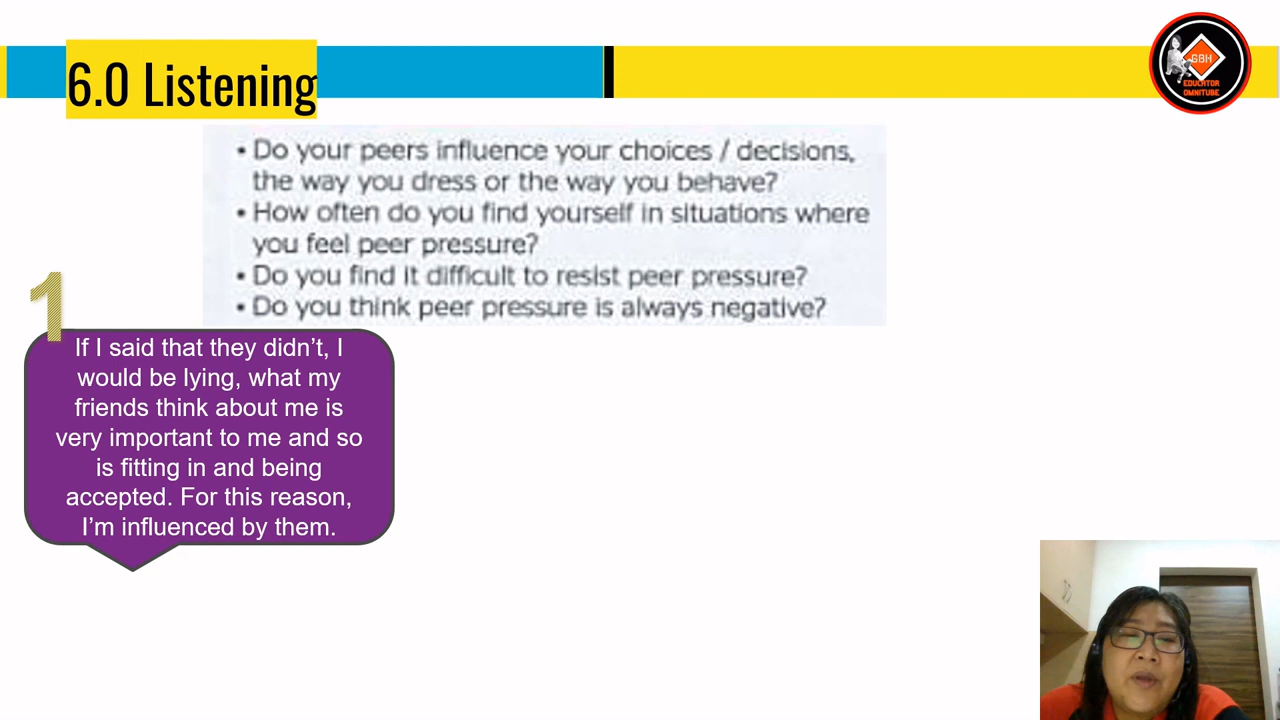 6.0 Listening
GBH
EDUCATOR
OMNITUBE
• Do your peers influence your choices / decisions,
the way you dress or the way you behave?
• How often do you find yourself in situations where
you feel peer pressure?
• Do you find it difficult to resist peer pressure?
• Do you think peer pressure is always negative?
1
If I said that they didn’t, I
would be lying, what my
friends think about me is
very important to me and so
is fitting in and being
accepted. For this reason,
I’m influenced by them.